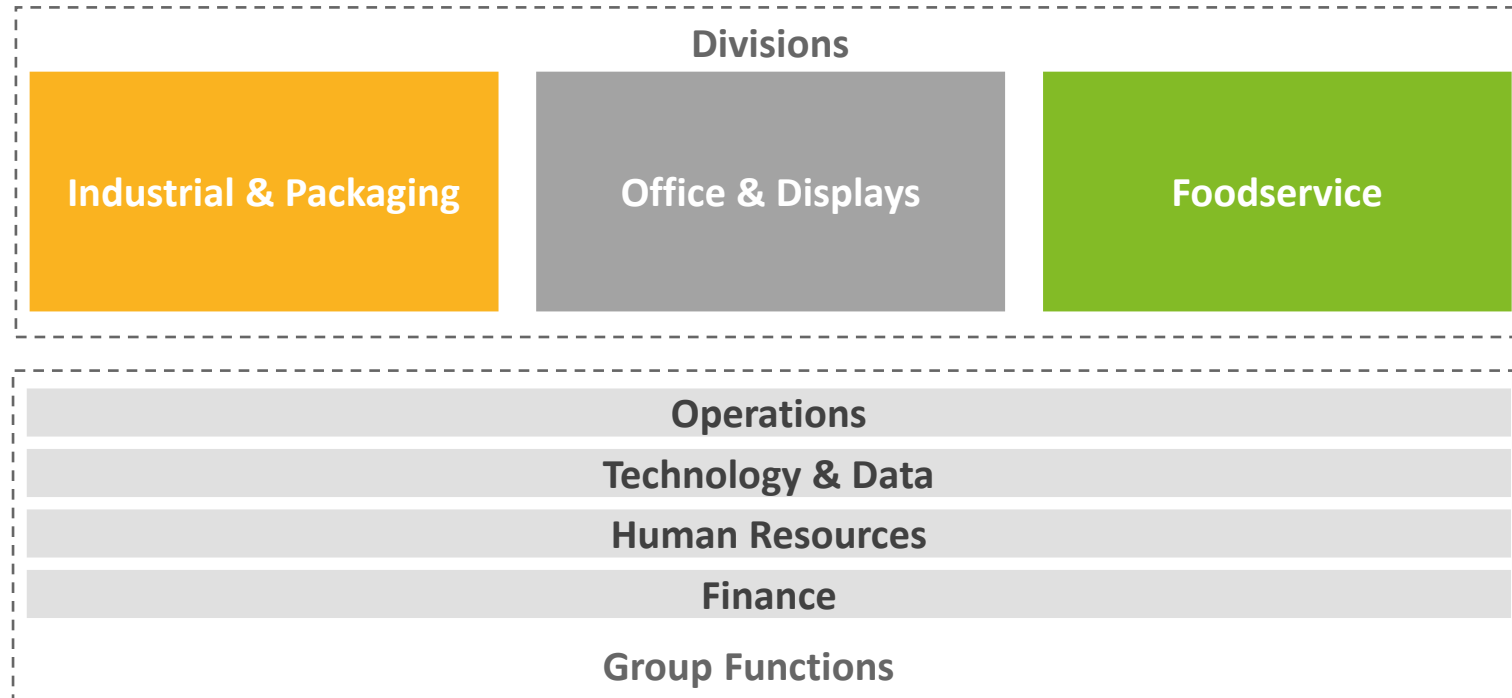 Divisions
Industrial & Packaging
Office & Displays
Foodservice
Operations
Technology & Data
Human Resources
Finance
Group Functions